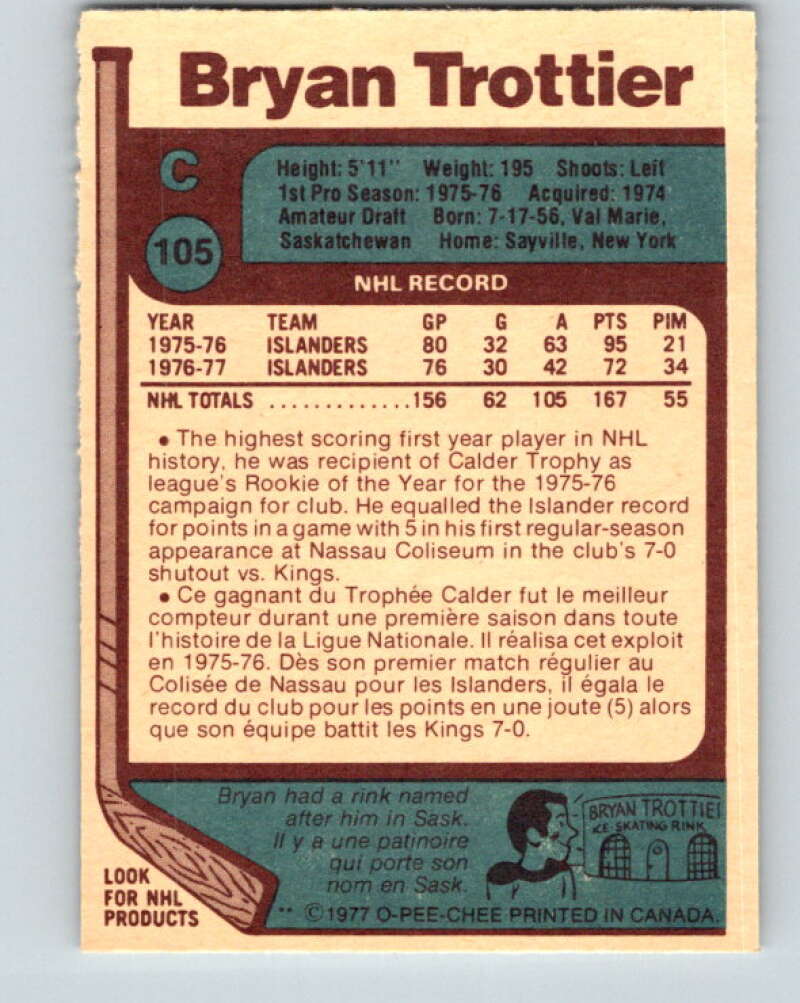 Bryan Trottier
C
Height: 5'11" Weight: 195 Shoots: Left
1st Pro Season: 1975-76 Acquired: 1974
Amateur Draft Born: 7-17-56, Val Marie,
Saskatchewan Home: Sayville, New York
105
NHL RECORD
YEAR TEAM GP G A PTS PIM
1975-76 ISLANDERS 80 32 63 95 21
1976-77 ISLANDERS 76 30 42 72 34
NHL TOTALS .............156 62 105 167 55
• The highest scoring first year player in NHL
history, he was recipient of Calder Trophy as
league's Rookie of the Year for the 1975-76
campaign for club. He equalled the Islander record
for points in a game with 5 in his first regular-season
appearance at Nassau Coliseum in the club's 7-0
shutout vs. Kings.
• Ce gagnant du Trophée Calder fut le meilleur
compteur durant une première saison dans toute
l'histoire de la Ligue Nationale. Il réalisa cet exploit
en 1975-76. Dès son premier match régulier au
Colisée de Nassau pour les Islanders, il égala le
record du club pour les points en une joute (5) alors
que son équipe battit les Kings 7-0.
Bryan had a rink named
after him in Sask.
Il y a une patinoire
qui porte son
nom en Sask.
BRYAN TROTTIE
ICE-SKATING RINK
LOOK
FOR NHL
PRODUCTS
** © 1977 O-PEE-CHEE PRINTED IN CANADA.